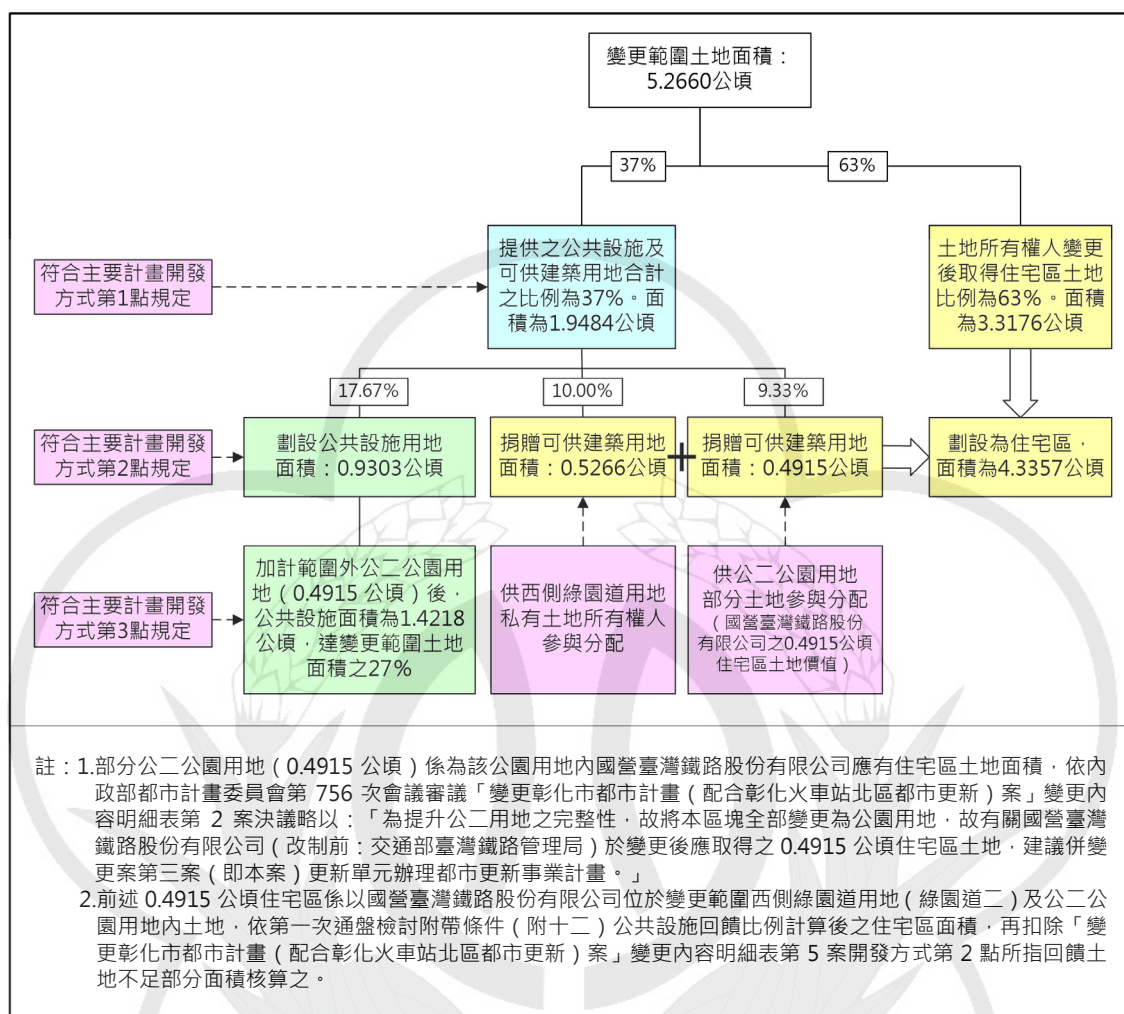 變更範圍土地面積：
5.2660公頃
37%
63%
符合主要計畫開發
方式第1點規定
提供之公共設施及
可供建築用地合計
之比例為37%。面
積為1.9484公頃
土地所有權人變更
後取得住宅區土地
比例為63%。面積
為3.3176公頃
17.67%
10.00%
9.33%
符合主要計畫開發
方式第2點規定
劃設公共設施用地
面積：0.9303公頃
捐贈可供建築用地
面積：0.5266公頃
+
捐贈可供建築用地
面積：0.4915公頃
劃設為住宅區，
面積為4.3357公頃
符合主要計畫開發
方式第3點規定
加計範圍外公二公園用
地（0.4915 公頃）後，
公共設施面積為1.4218
公頃，達變更範圍土地
面積之27%
供西側綠園道用地
私有土地所有權人
參與分配
供公二公園用地
部分土地參與分配
（國營臺灣鐵路股份
有限公司之0.4915公頃
住宅區土地價值）
註：1.部分公二公園用地（0.4915 公頃）係為該公園用地內國營臺灣鐵路股份有限公司應有住宅區土地面積，依內
政部都市計畫委員會第 756 次會議審議「變更彰化市都市計畫（配合彰化火車站北區都市更新）案」變更內
容明細表第 2 案決議略以：「為提升公二用地之完整性，故將本區塊全部變更為公園用地，故有關國營臺灣
鐵路股份有限公司（改制前：交通部臺灣鐵路管理局）於變更後應取得之 0.4915 公頃住宅區土地，建議併變
更案第三案（即本案）更新單元辦理都市更新事業計畫。」
2.前述 0.4915 公頃住宅區係以國營臺灣鐵路股份有限公司位於變更範圍西側綠園道用地（綠園道二）及公二公
園用地內土地，依第一次通盤檢討附帶條件（附十二）公共設施回饋比例計算後之住宅區面積，再扣除「變
更彰化市都市計畫（配合彰化火車站北區都市更新）案」變更內容明細表第 5 案開發方式第 2 點所指回饋土
地不足部分面積核算之。